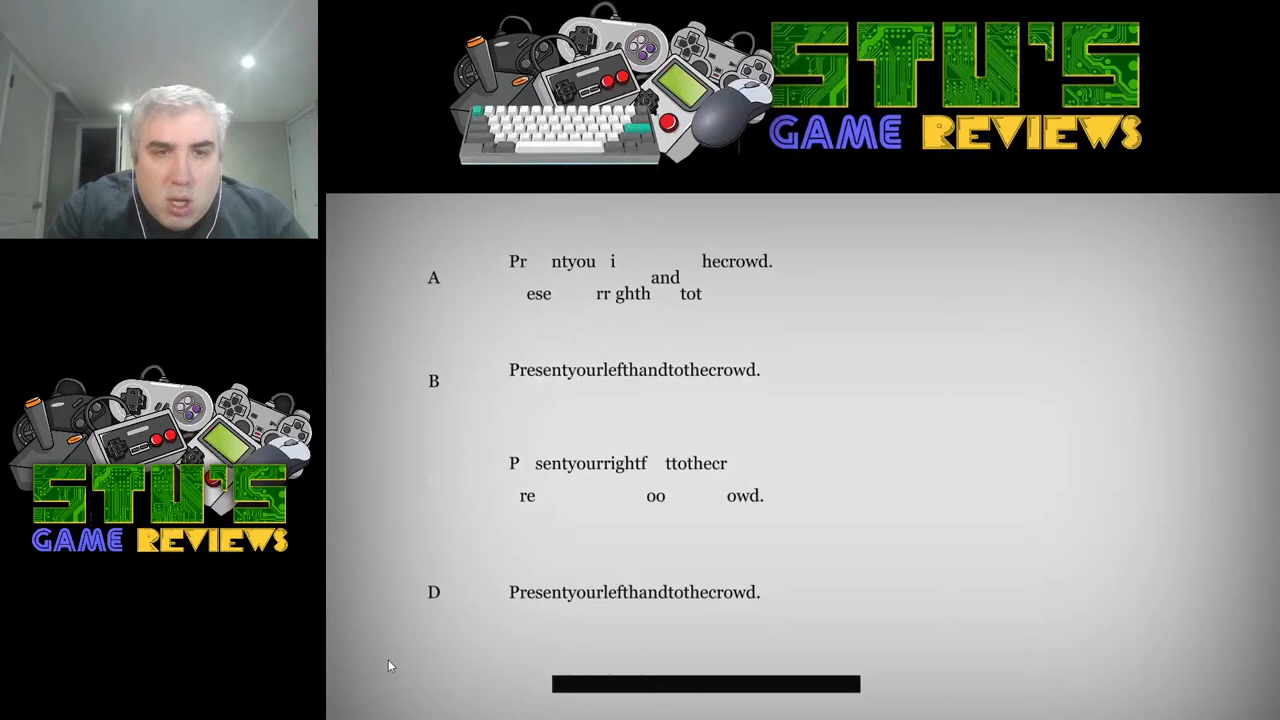 STU'S
GAME REVIEWS
A
Pr ntyou i hecrowd.
and
ese rr ghth tot
B
Presentyourlefthandtothecrowd.
P sentyourrightf ttothecr
re oo owd.
D
Presentyourlefthandtothecrowd.
STU'S
GAME REVIEWS